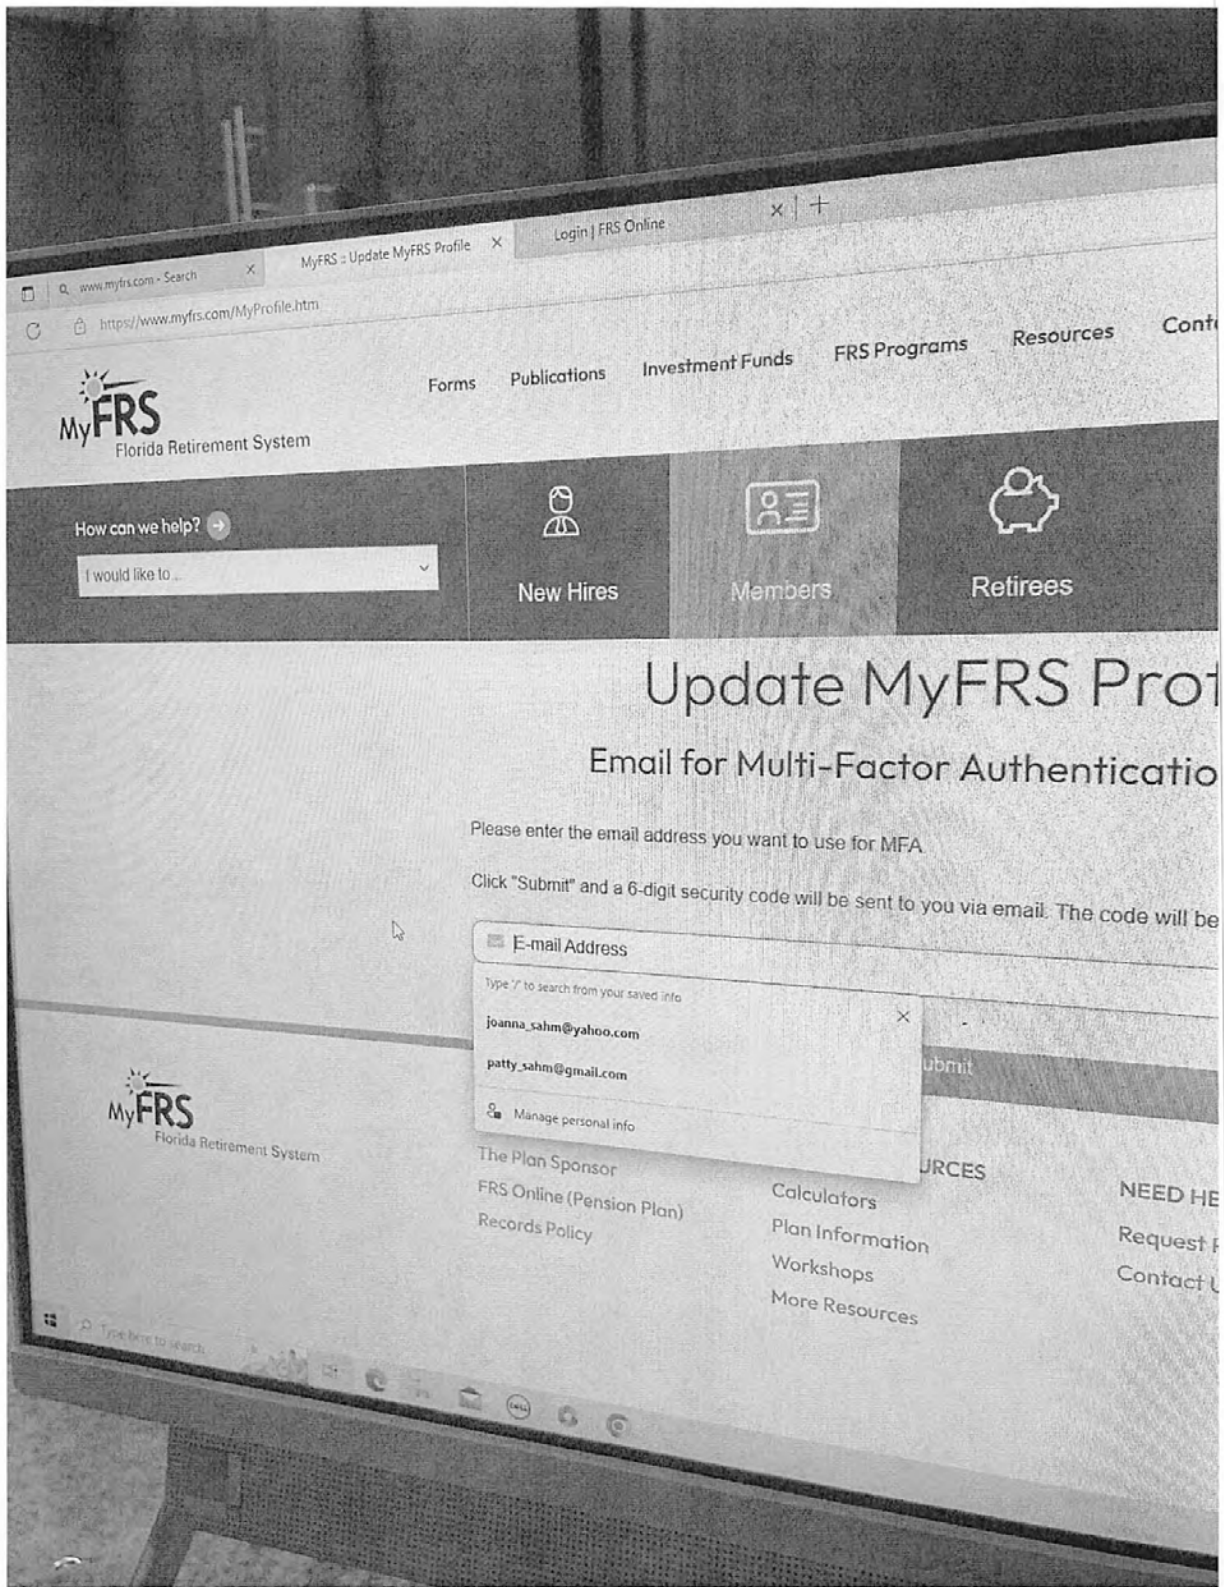 www.myfrs.com - Search
MyFRS :: Update MyFRS Profile
Login | FRS Online
https://www.myfrs.com/MyProfile.htm
MyFRS
Florida Retirement System
Forms
Publications
Investment Funds
FRS Programs
Resources
Conta
How can we help?
I would like to...
New Hires
Members
Retirees
Update MyFRS Prof
Email for Multi-Factor Authenticatio
Please enter the email address you want to use for MFA.
Click "Submit" and a 6-digit security code will be sent to you via email. The code will be
E-mail Address
Type '/' to search from your saved info
joanna_sahm@yahoo.com
patty_sahm@gmail.com
Manage personal info
ubmit
MyFRS
Florida Retirement System
The Plan Sponsor
FRS Online (Pension Plan)
Records Policy
URCES
Calculators
Plan Information
Workshops
More Resources
NEED HE
Request
Contact U
Type here to search
DELL